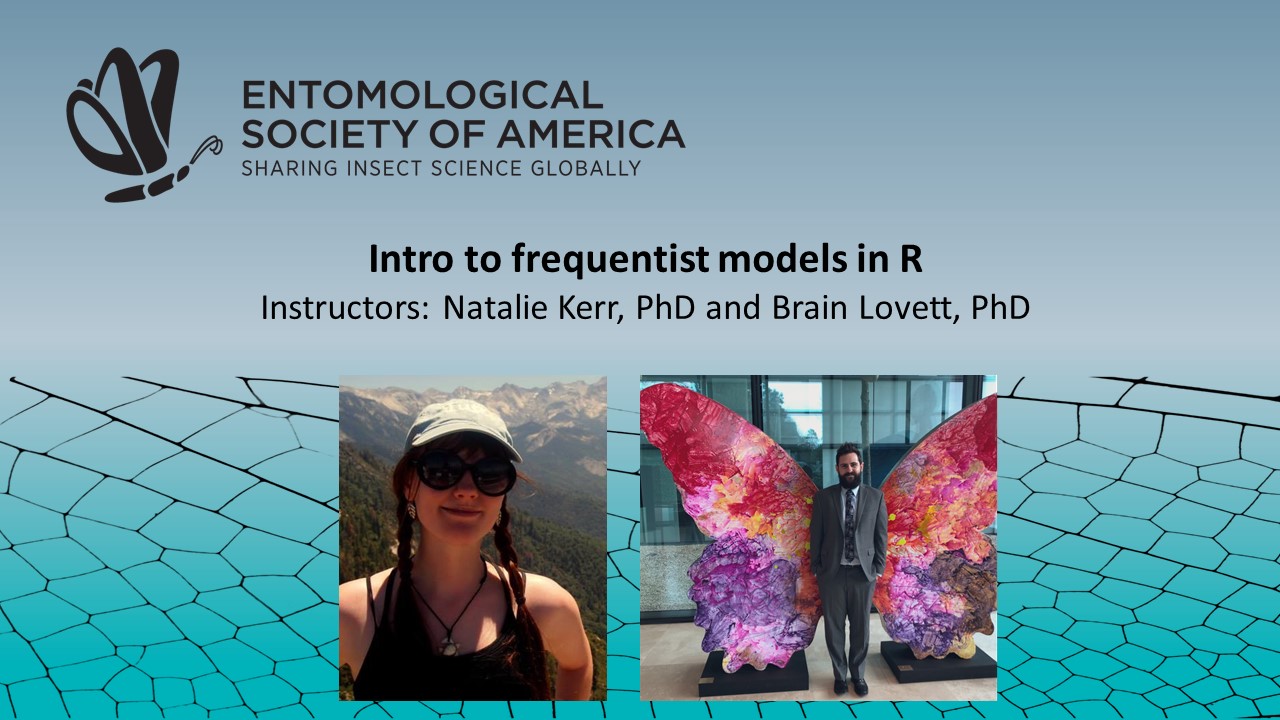 ENTOMOLOGICAL
SOCIETY OF AMERICA
SHARING INSECT SCIENCE GLOBALLY
Intro to frequentist models in R
Instructors: Natalie Kerr, PhD and Brain Lovett, PhD